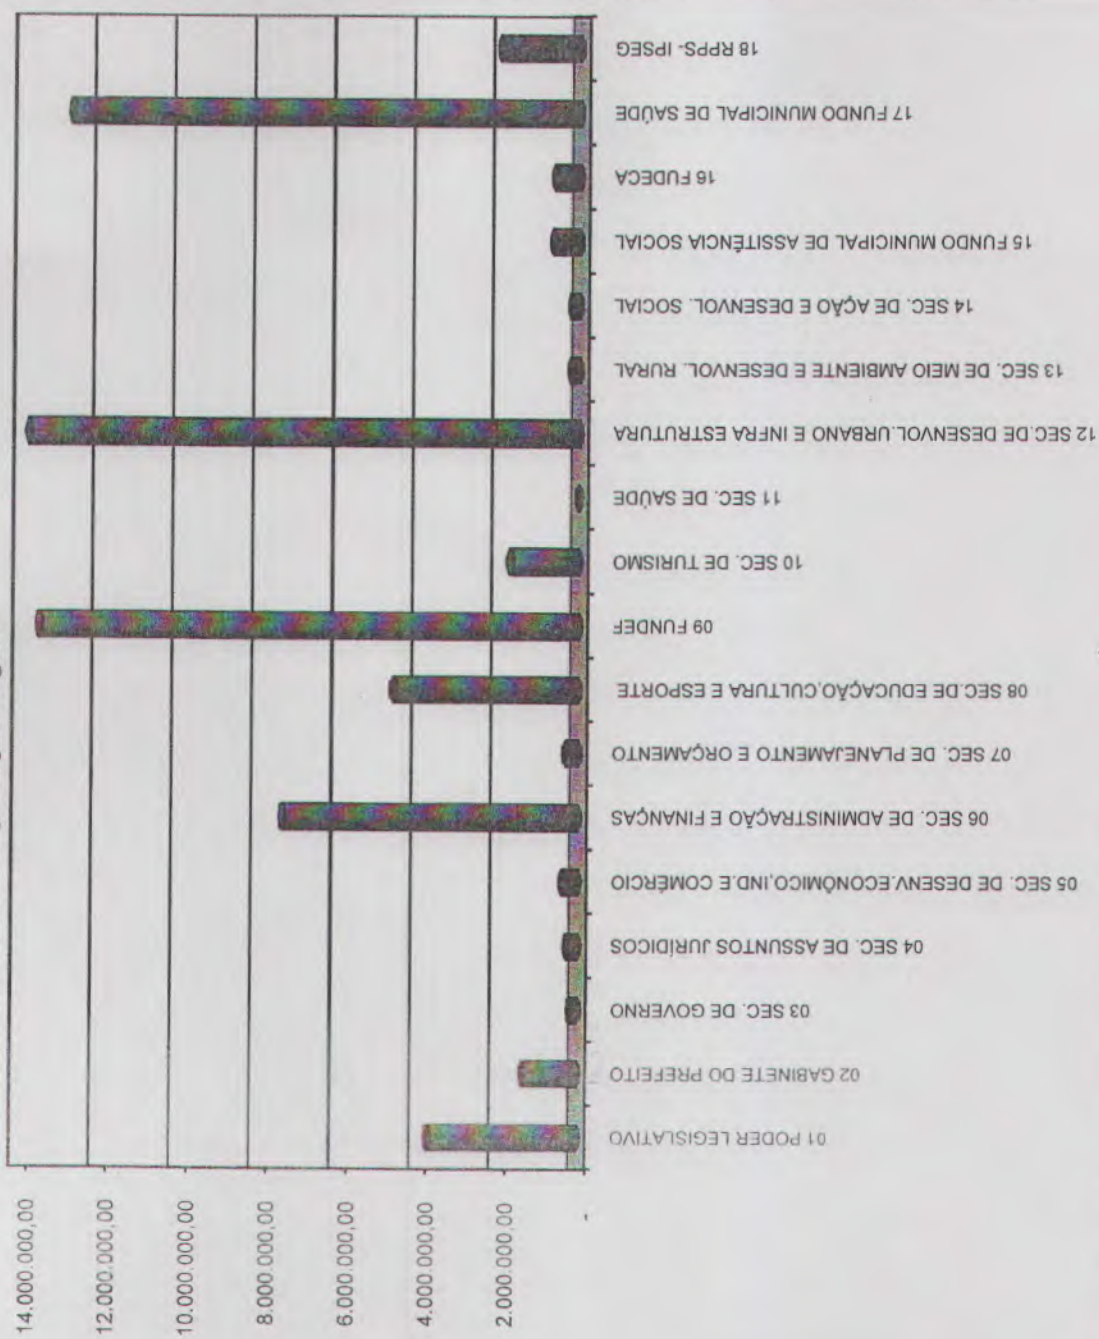 14.000.000,00
12.000.000,00
10.000.000,00
8.000.000,00
6.000.000,00
4.000.000,00
2.000.000,00
-
01 PODER LEGISLATIVO
02 GABINETE DO PREFEITO
03 SEC. DE GOVERNO
04 SEC. DE ASSUNTOS JURÍDICOS
05 SEC. DE DESENV.ECONÔMICO,IND.E COMÉRCIO
06 SEC. DE ADMINISTRAÇÃO E FINANÇAS
07 SEC. DE PLANEJAMENTO E ORÇAMENTO
08 SEC.DE EDUCAÇÃO,CULTURA E ESPORTE
09 FUNDEF
10 SEC. DE TURISMO
11 SEC. DE SAÚDE
12 SEC.DE DESENVOL.URBANO E INFRA ESTRUTURA
13 SEC. DE MEIO AMBIENTE E DESENVOL. RURAL
14 SEC. DE AÇÃO E DESENVOL. SOCIAL
15 FUNDO MUNICIPAL DE ASSITÊNCIA SOCIAL
16 FUDECA
17 FUNDO MUNICIPAL DE SAÚDE
18 RPPS- IPSEG